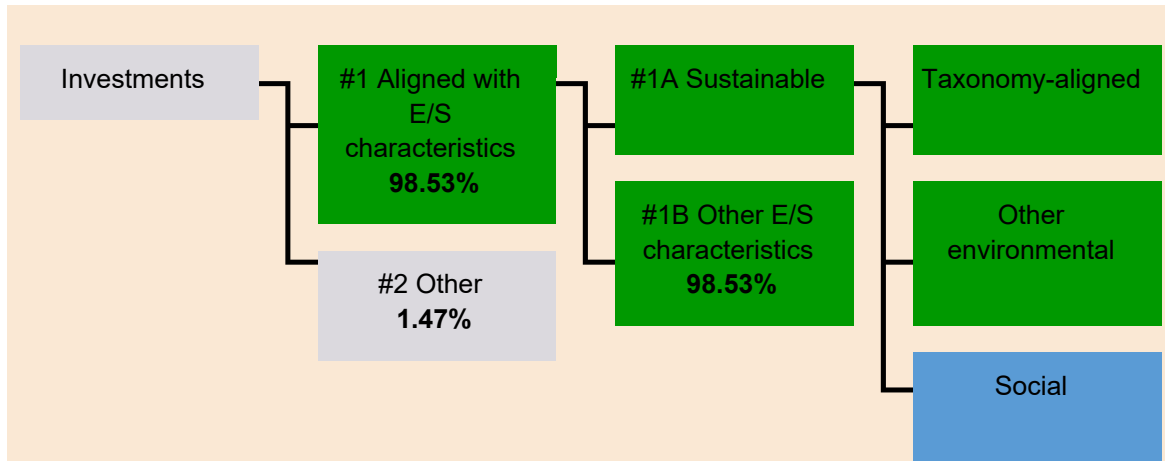 Investments
#1 Aligned with
E/S
characteristics
98.53%
#2 Other
1.47%
#1A Sustainable
#1B Other E/S
characteristics
98.53%
Taxonomy-aligned
Other
environmental
Social